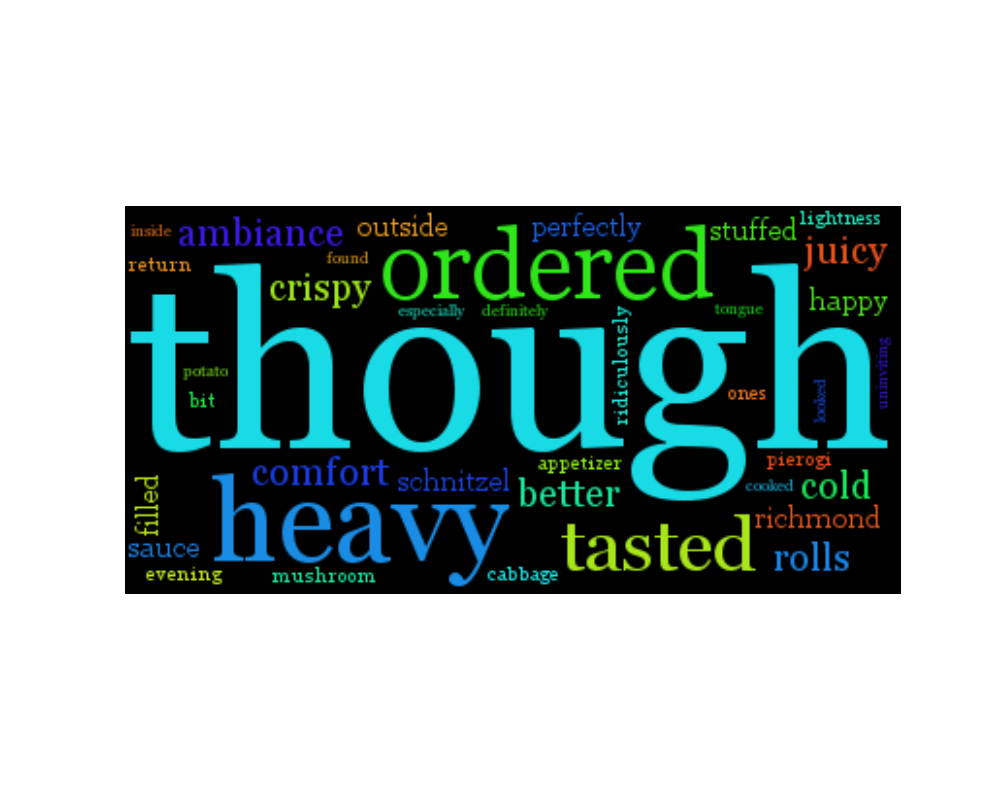 lightness
perfectly
outside
stuffed
inside
ambiance
juicy
found
return
ordered
crispy
happy
especially
definitely
tongue
though
ridiculously
uninviting
potato
looked
ones
bit
comfort
appetizer
pierogi
schnitzel
cooked
cold
better
filled
heavy
richmond
tasted
sauce
rolls
evening
mushroom
cabbage